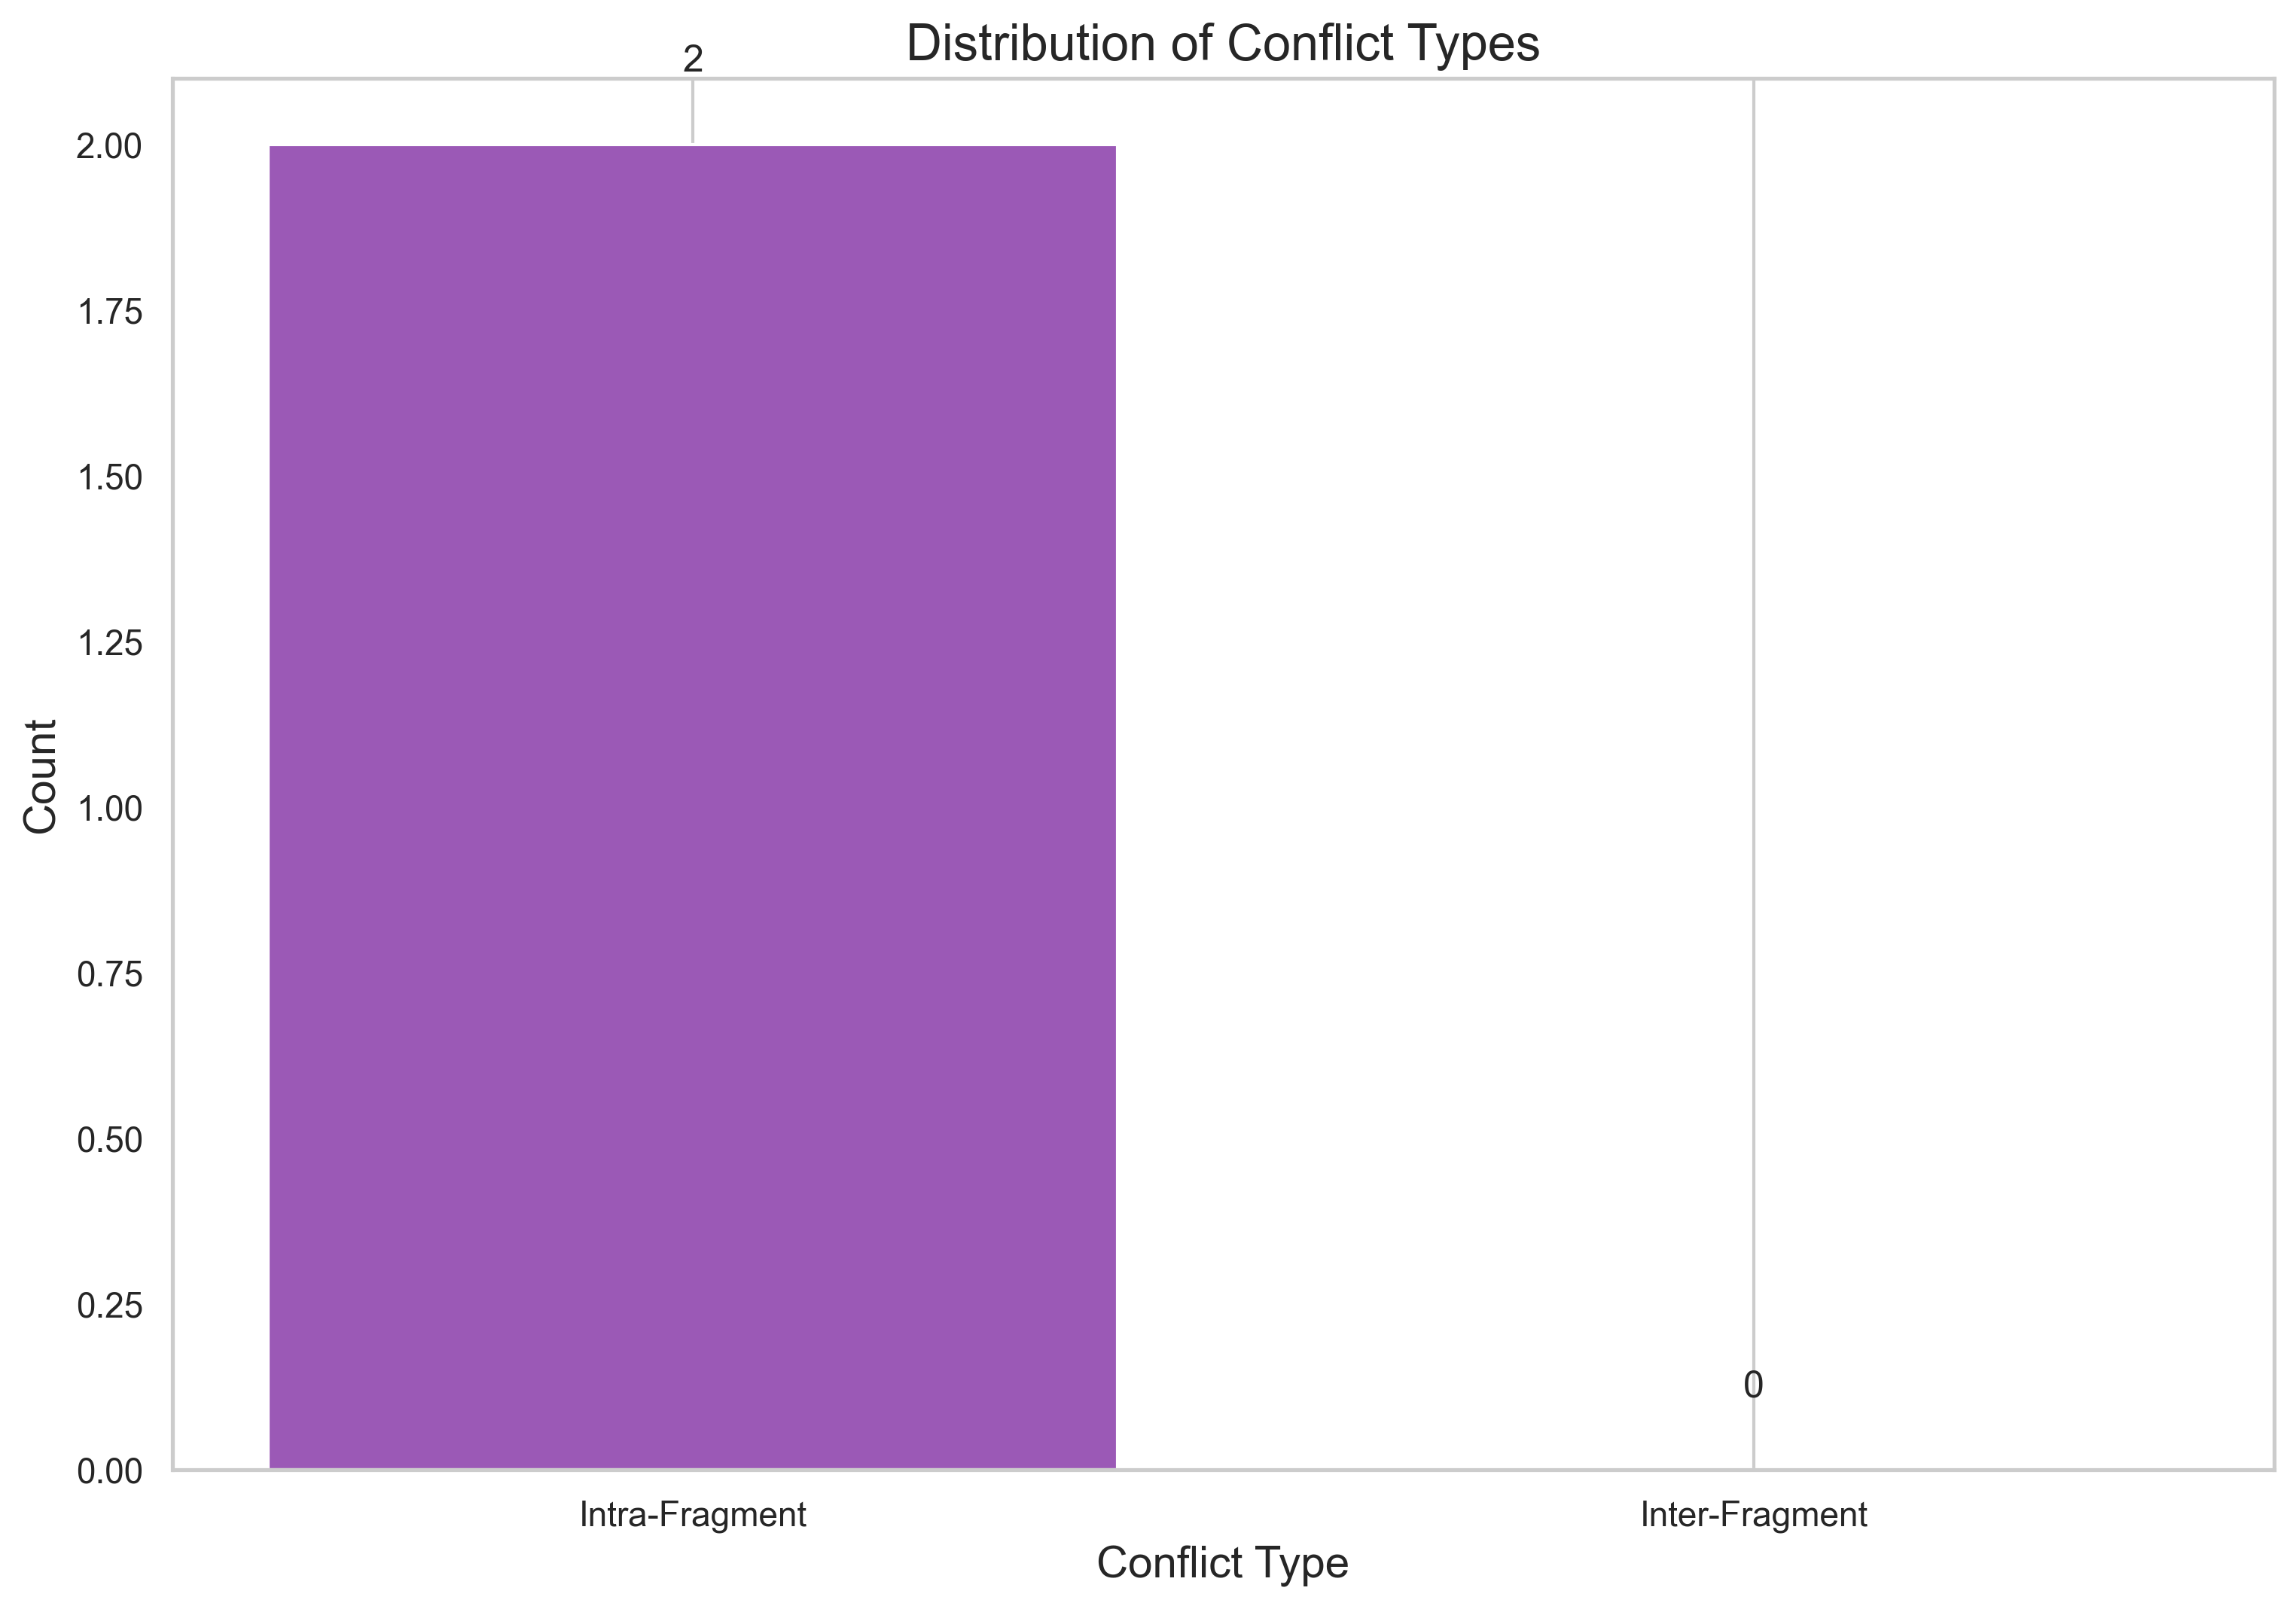 Distribution of Conflict Types
2
2.00
1.75
1.50
1.25
1.00
0.75
0.50
0.25
0.00
Count
0
Intra-Fragment
Inter-Fragment
Conflict Type